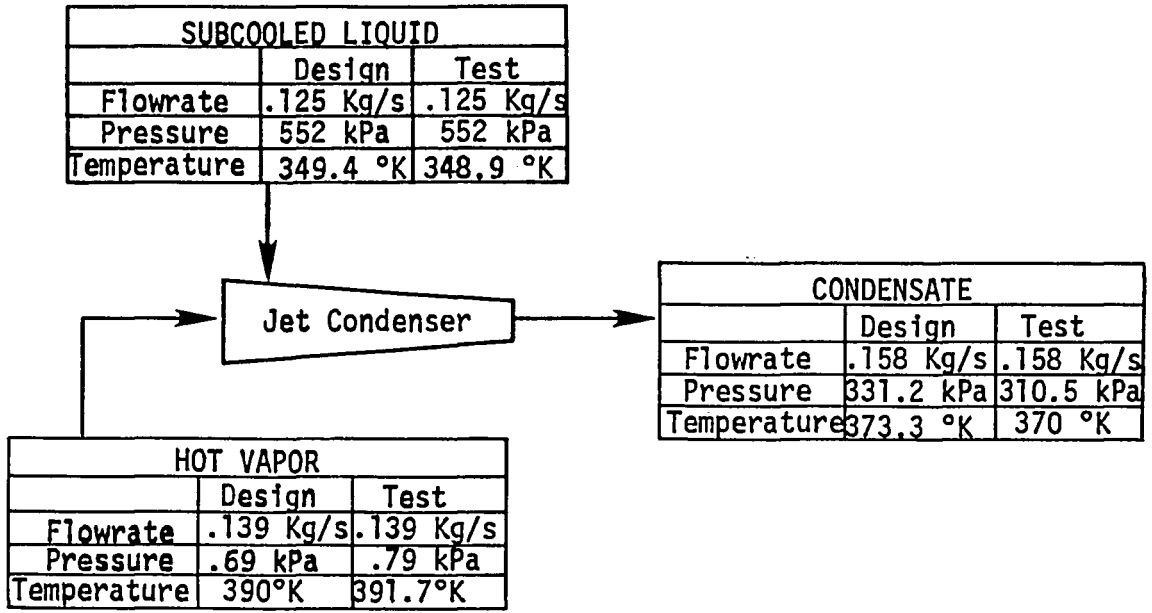 SUBCOOLED LIQUID
Design Test
Flowrate .125 Kg/s .125 Kg/s
Pressure 552 kPa 552 kPa
Temperature 349.4 °K 348.9 °K
Jet Condenser
CONDENSATE
Design Test
Flowrate .158 Kg/s .158 Kg/s
Pressure 331.2 kPa 310.5 kPa
Temperature 373.3 °K 370 °K
HOT VAPOR
Design Test
Flowrate .139 Kg/s .139 Kg/s
Pressure .69 kPa .79 kPa
Temperature 390°K 391.7°K